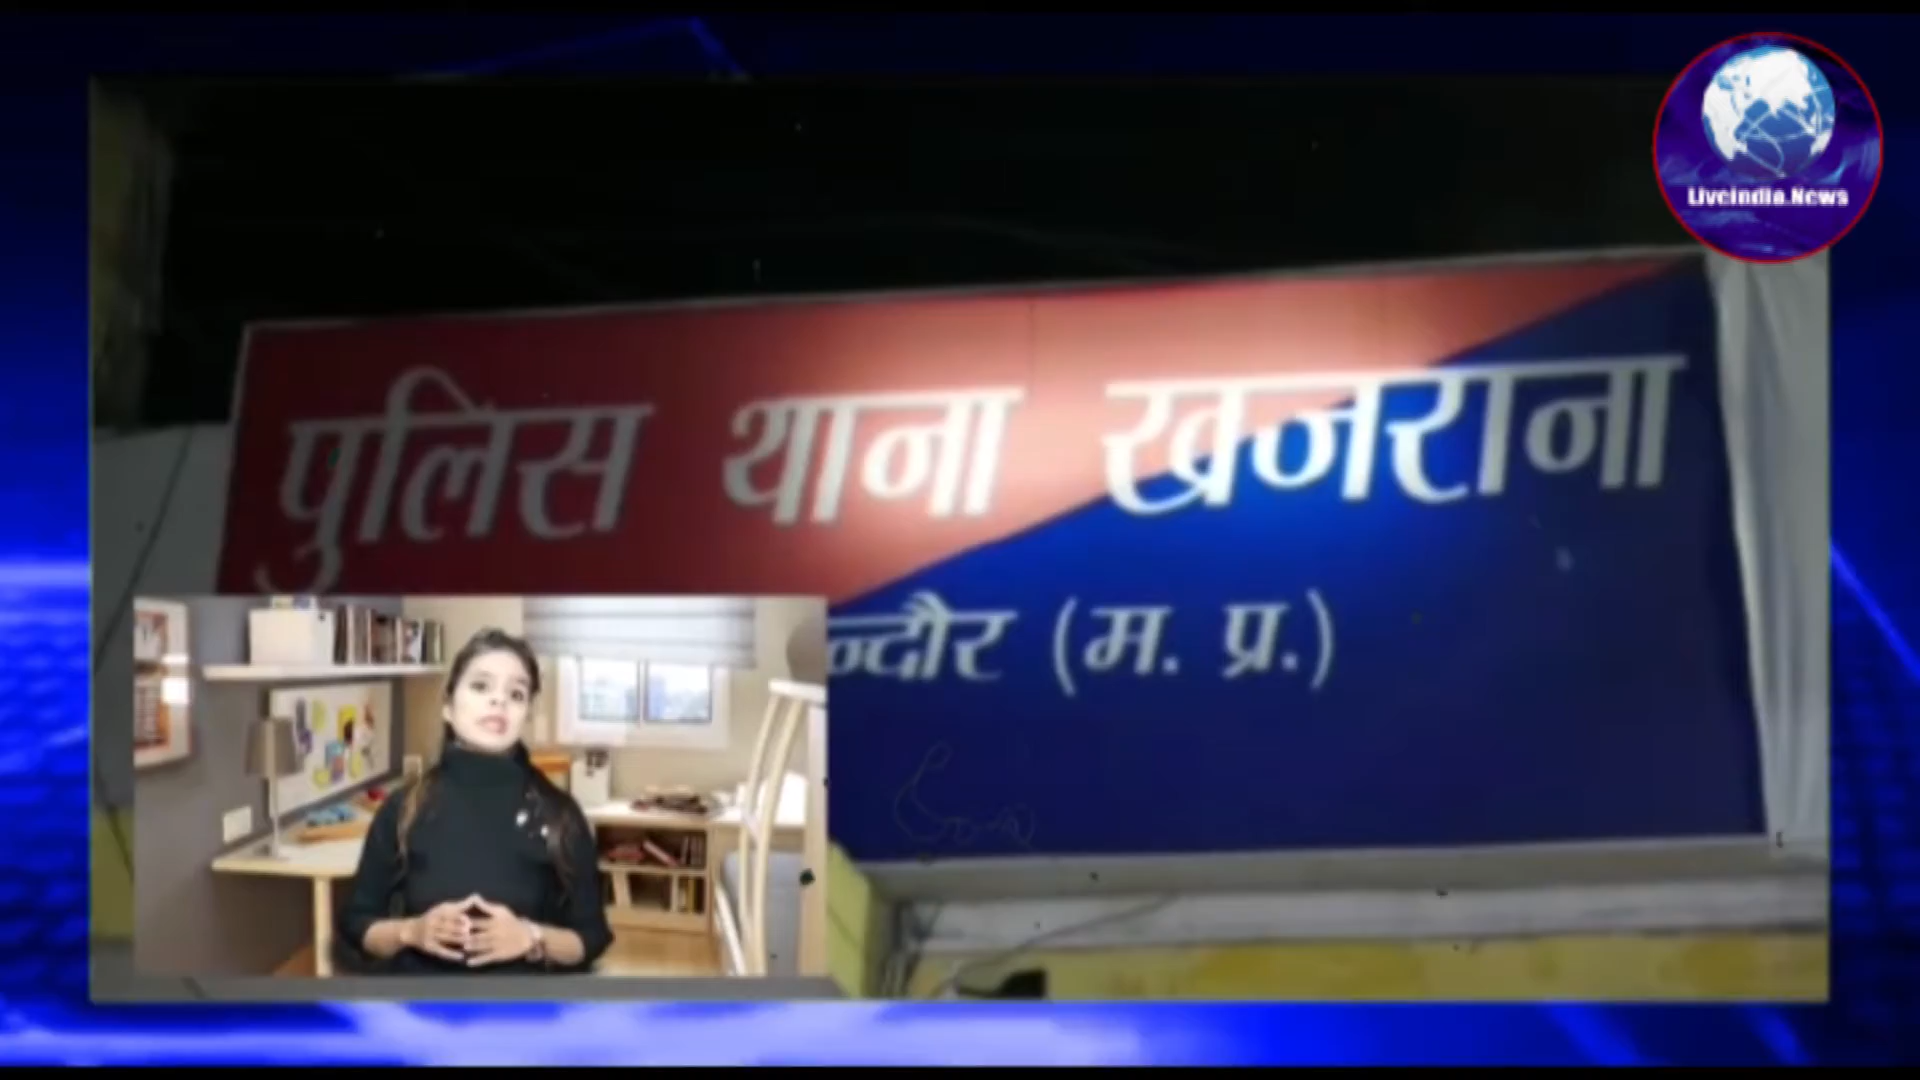 Liveindia.News
पुलिस थाना खजराना
न्दौर (म. प्र.)